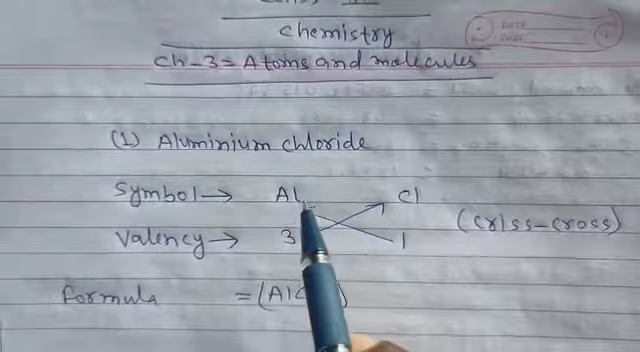 Chemistry
DATE
Ch-3 = Atoms and molecules
(1) Aluminium chloride
Symbol → Al Cl
(criss-cross)
Valency → 3 1
Formula = (AlC )